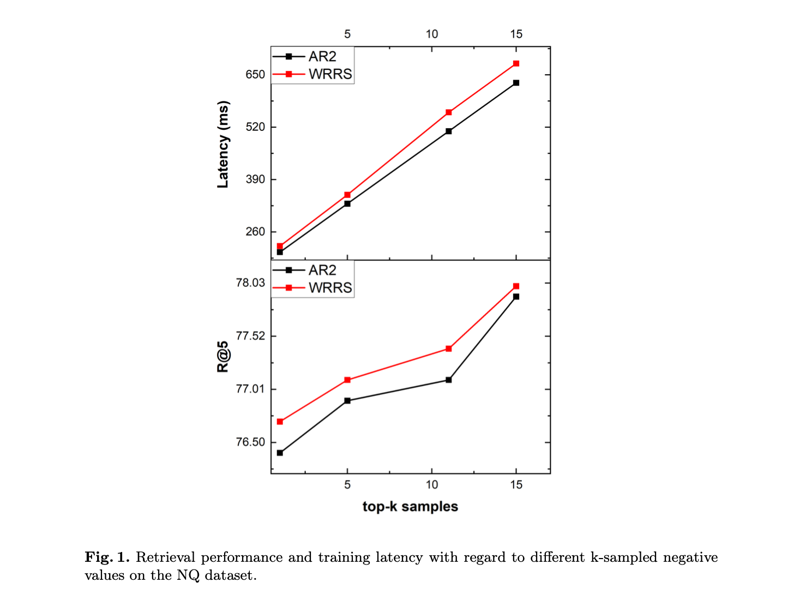 5 10 15
AR2
WRRS
650
520
390
260
Latency (ms)
AR2
WRRS
78.03
77.52
77.01
76.50
R@5
5 10 15
top-k samples
Fig. 1. Retrieval performance and training latency with regard to different k-sampled negative
values on the NQ dataset.